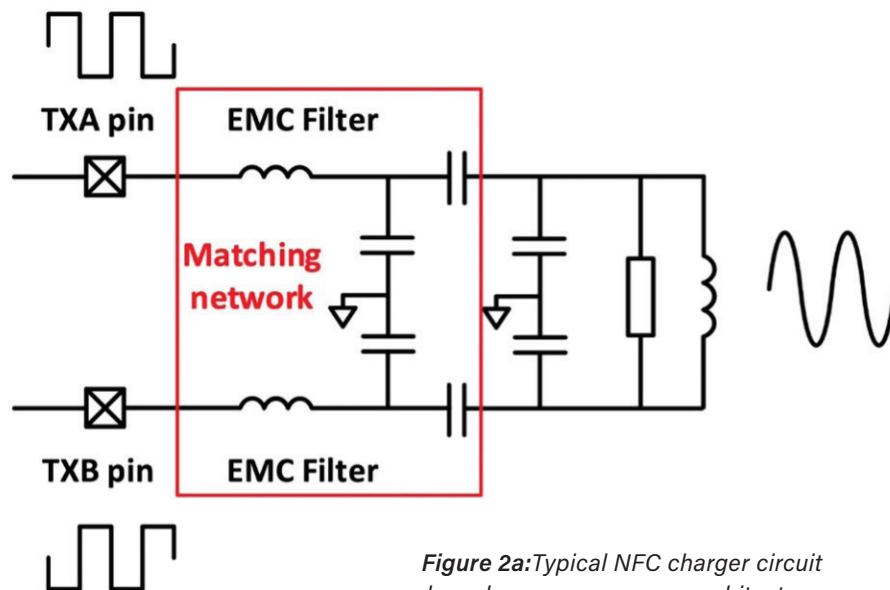 TXA pin
EMC Filter
Matching
network
TXB pin
EMC Filter
Figure 2a:Typical NFC charger circuit